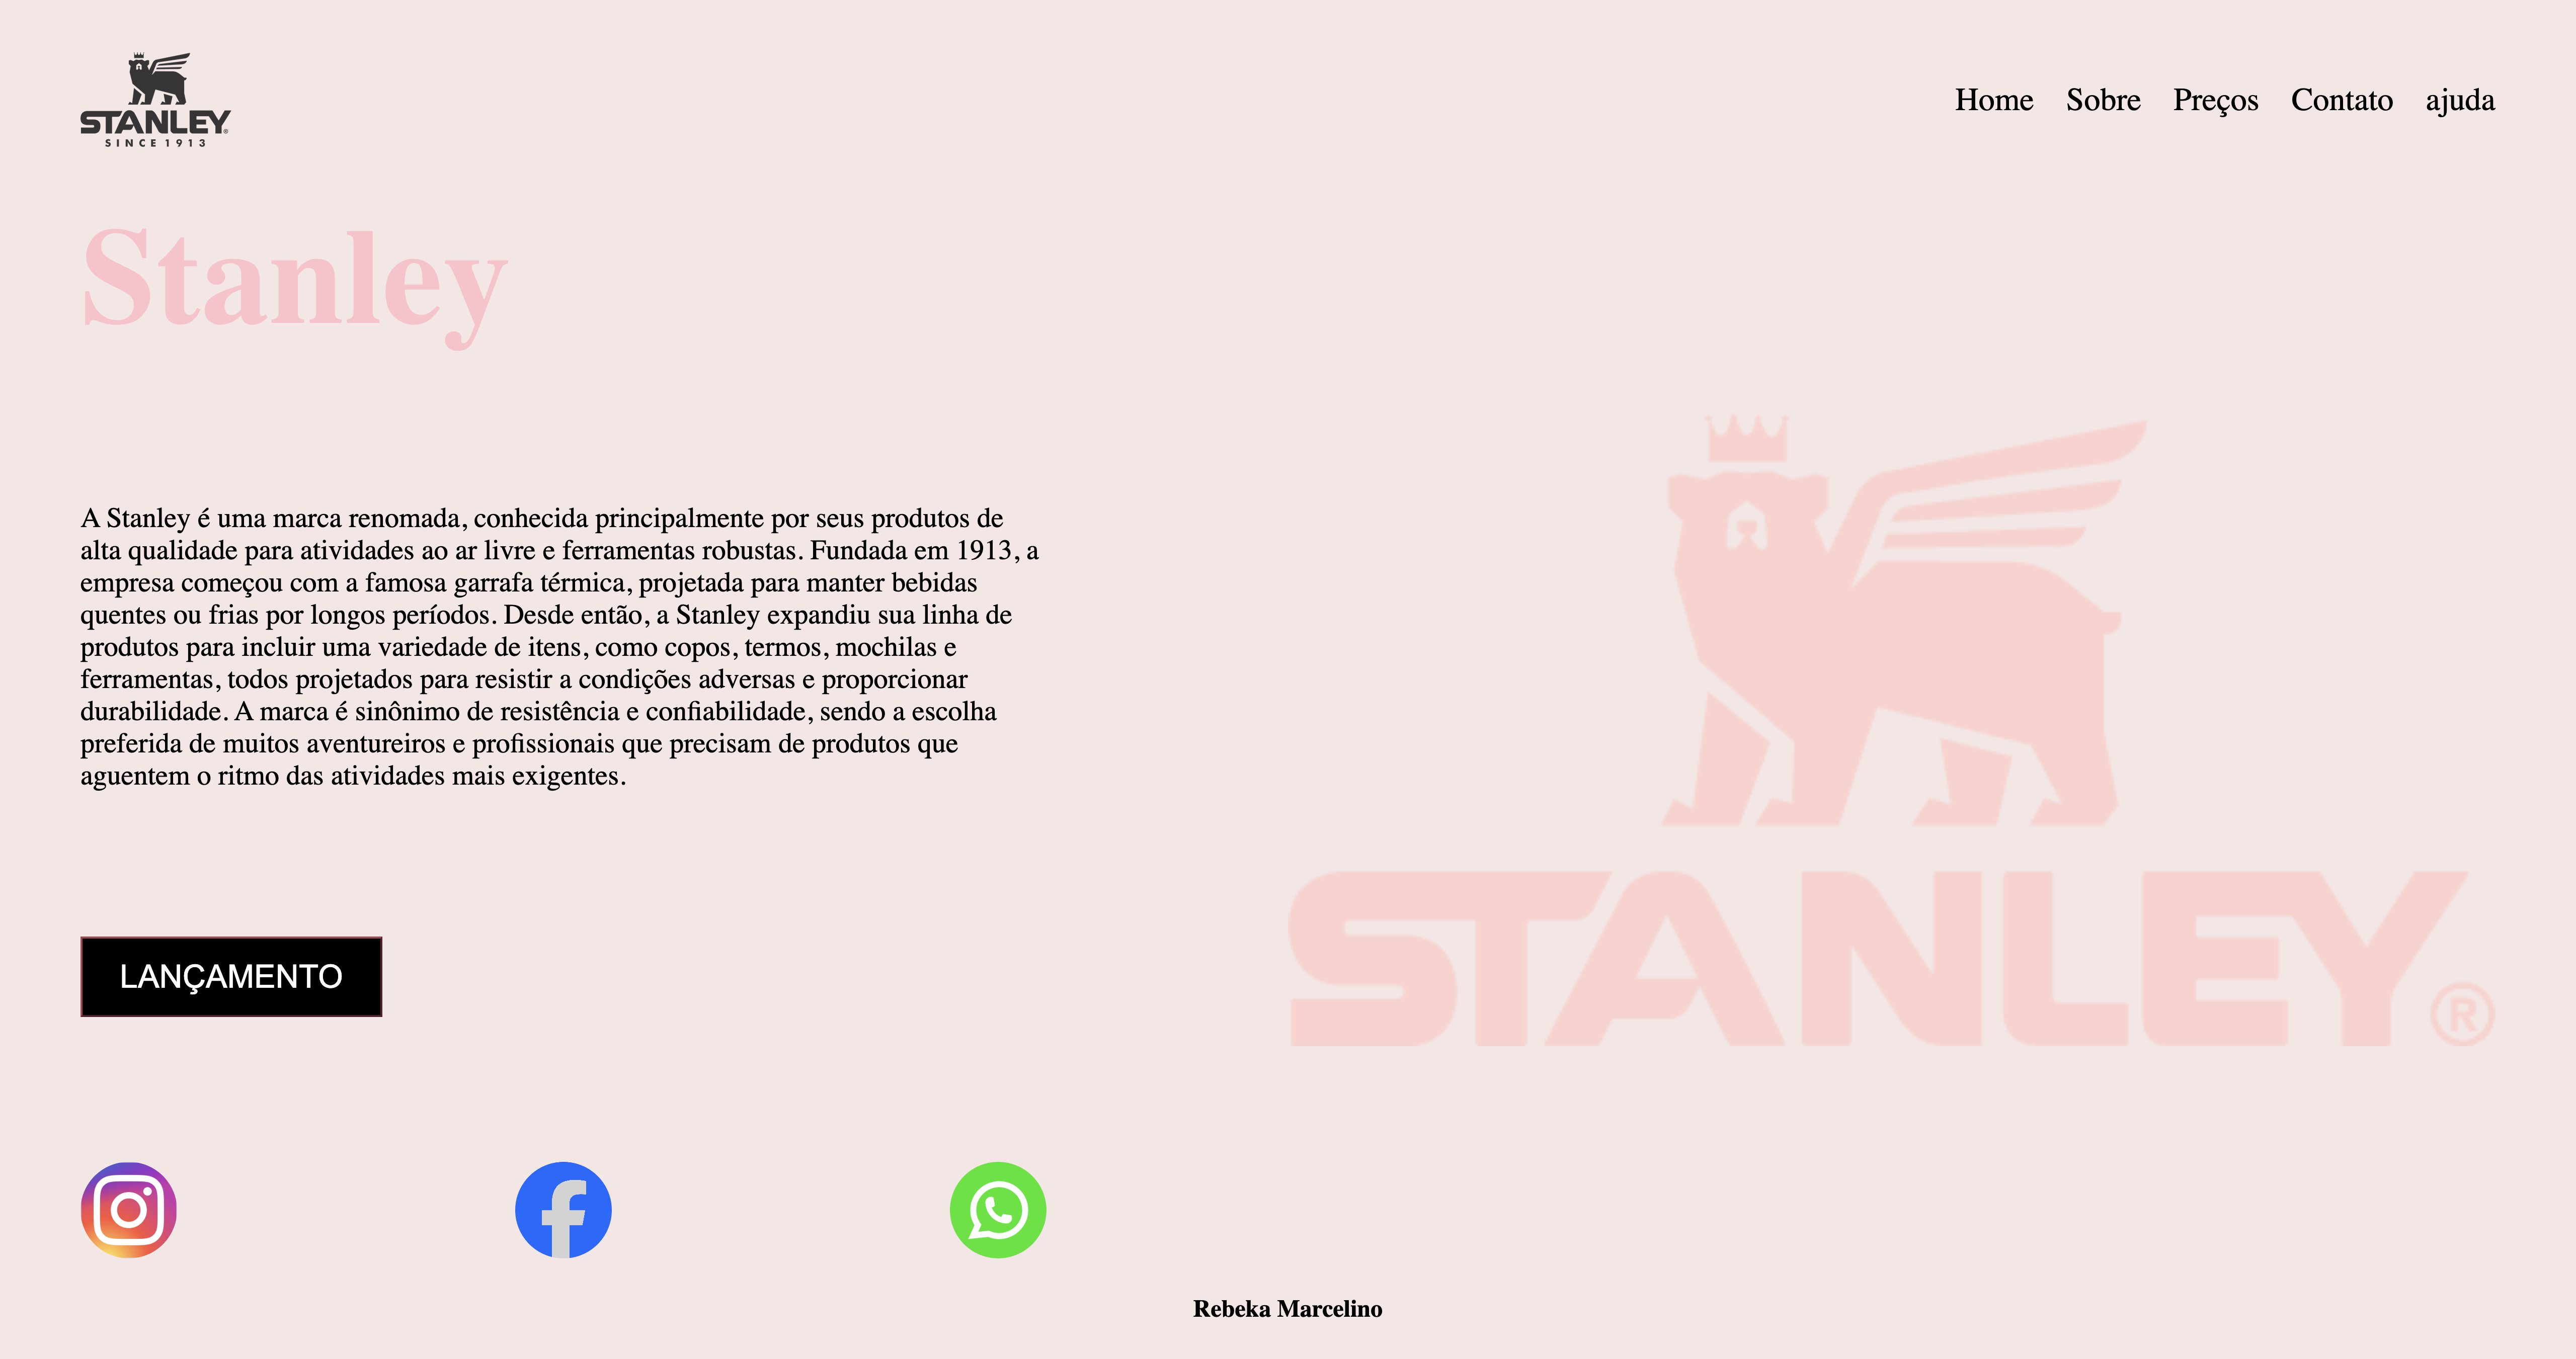 STANLEY®
SINCE 1913
Home Sobre Preços Contato ajuda
Stanley
A Stanley é uma marca renomada, conhecida principalmente por seus produtos de
alta qualidade para atividades ao ar livre e ferramentas robustas. Fundada em 1913, a
empresa começou com a famosa garrafa térmica, projetada para manter bebidas
quentes ou frias por longos períodos. Desde então, a Stanley expandiu sua linha de
produtos para incluir uma variedade de itens, como copos, termos, mochilas e
ferramentas, todos projetados para resistir a condições adversas e proporcionar
durabilidade. A marca é sinônimo de resistência e confiabilidade, sendo a escolha
preferida de muitos aventureiros e profissionais que precisam de produtos que
aguentem o ritmo das atividades mais exigentes.
LANÇAMENTO
STANLEY®
Rebeka Marcelino